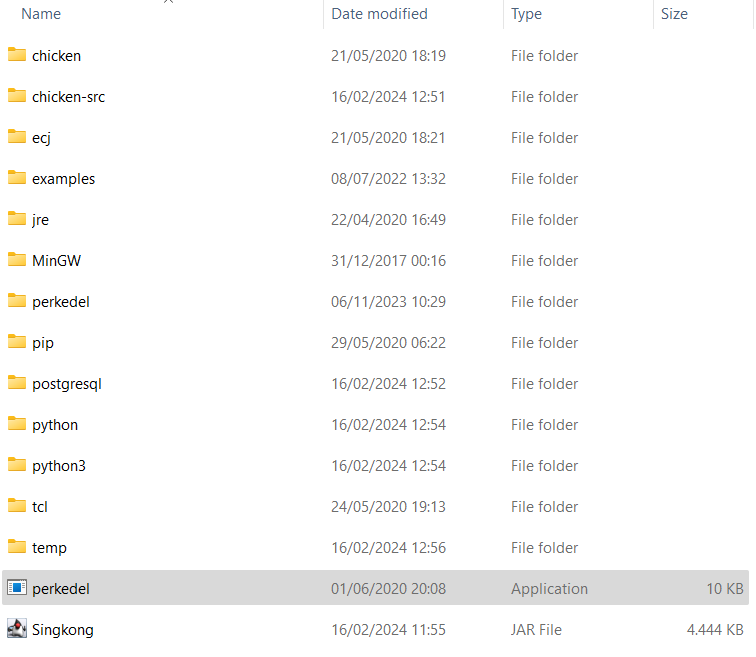 Name Date modified Type Size
chicken 21/05/2020 18:19 File folder
chicken-src 16/02/2024 12:51 File folder
ecj 21/05/2020 18:21 File folder
examples 08/07/2022 13:32 File folder
jre 22/04/2020 16:49 File folder
MinGW 31/12/2017 00:16 File folder
perkedel 06/11/2023 10:29 File folder
pip 29/05/2020 06:22 File folder
postgresql 16/02/2024 12:52 File folder
python 16/02/2024 12:54 File folder
python3 16/02/2024 12:54 File folder
tcl 24/05/2020 19:13 File folder
temp 16/02/2024 12:56 File folder
perkedel 01/06/2020 20:08 Application 10 KB
Singkong 16/02/2024 11:55 JAR File 4.444 KB